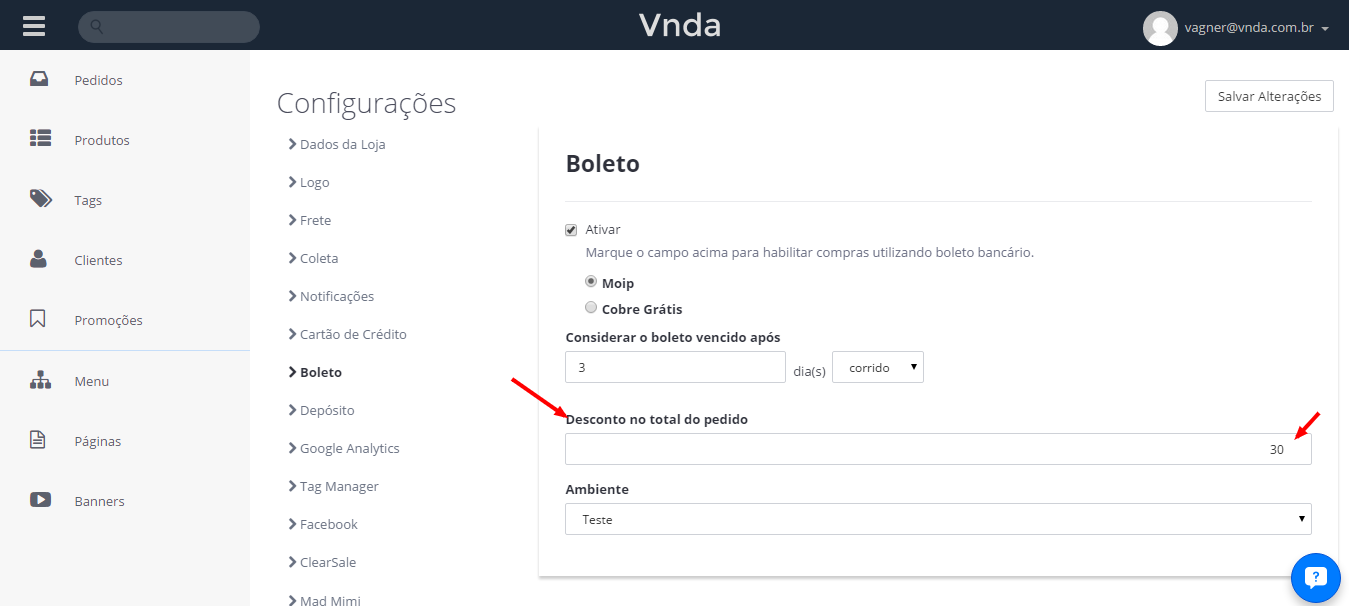 Vnda
vagner@vnda.com.br
Pedidos
Produtos
Tags
Clientes
Promoções
Menu
Páginas
Banners
Configurações
Salvar Alterações
Dados da Loja
Logo
Frete
Coleta
Notificações
Cartão de Crédito
Boleto
Depósito
Google Analytics
Tag Manager
Facebook
ClearSale
Mad Mimi
Boleto
Ativar
Marque o campo acima para habilitar compras utilizando boleto bancário.
Moip
Cobre Grátis
Considerar o boleto vencido após
3 dia(s) corrido
Desconto no total do pedido
30
Ambiente
Teste
?